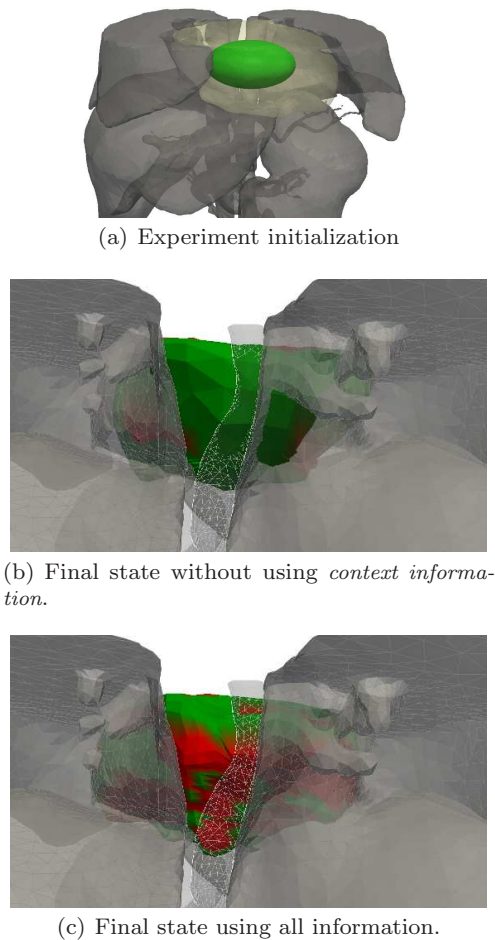 (a) Experiment initialization
(b) Final state without using context informa-
tion.
(c) Final state using all information.